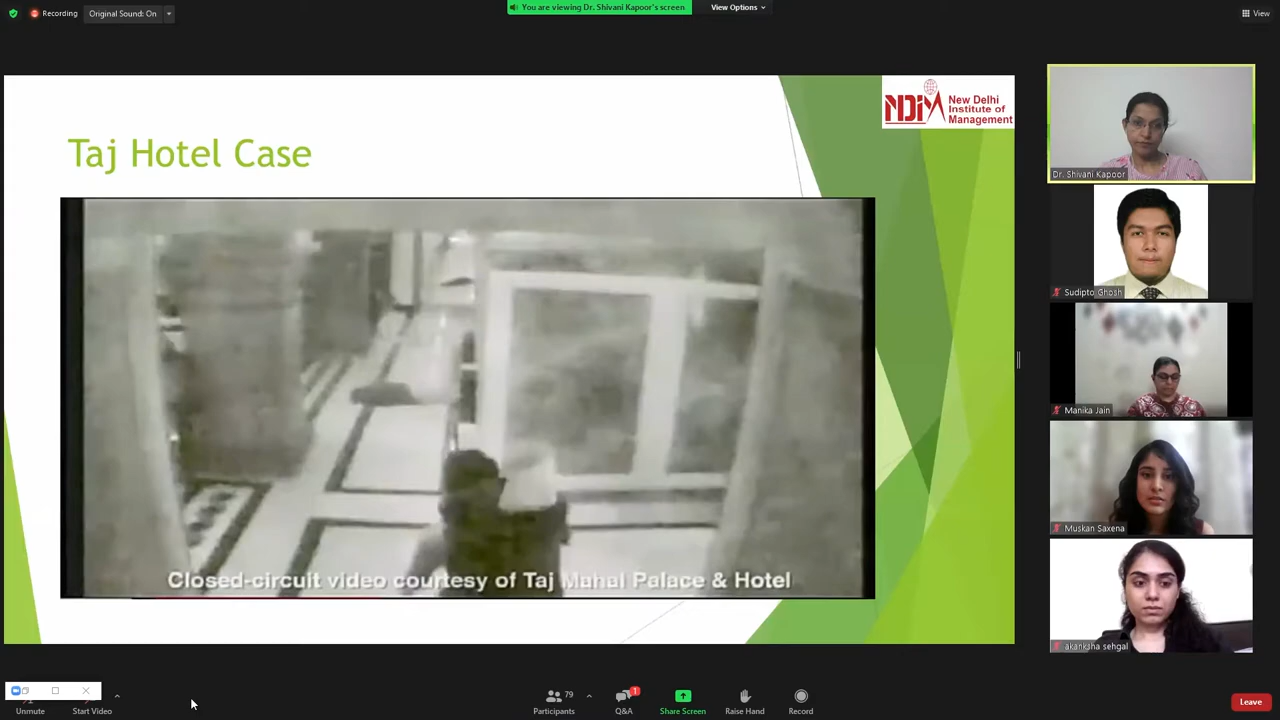 Recording
Original Sound: On
You are viewing Dr. Shivani Kapoor's screen
View Options
View
NDIM
New Delhi
Institute of
Management
Taj Hotel Case
Closed-circuit video courtesy of Taj Mahal Palace & Hotel
Dr. Shivani Kapoor
Sudipto Ghosh
Manika Jain
Muskan Saxena
akanksha sehgal
Unmute
Start Video
79
Participants
1
Q&A
Share Screen
Raise Hand
Record
Leave